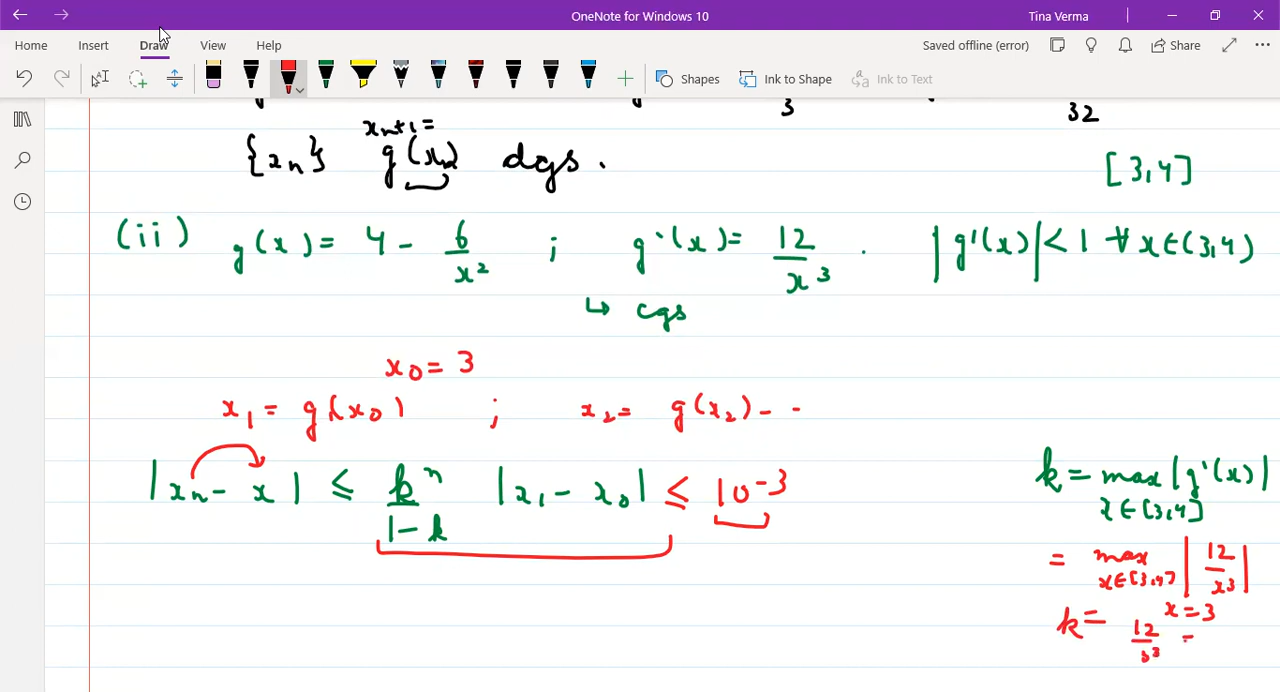 OneNote for Windows 10
Tina Verma
Home Insert Draw View Help
Saved offline (error) Share
Shapes Ink to Shape Ink to Text
3 32
xn+1 =
{xn} g(xn) dgs.
[3,4]
(ii) g(x) = 4 - 6/x² ; g'(x) = 12/x³ . |g'(x)| < 1 ∀ x ∈ (3,4)
↳ cgs
x0 = 3
x1 = g(x0) ; x2 = g(x2) - -
|xn - x| ≤ k^n/(1-k) |x1 - x0| ≤ 10^-3
k = max |g'(x)|
x∈[3,4]
= max |12/x³|
x∈[3,4]
x = 3
k = 12/3³ =